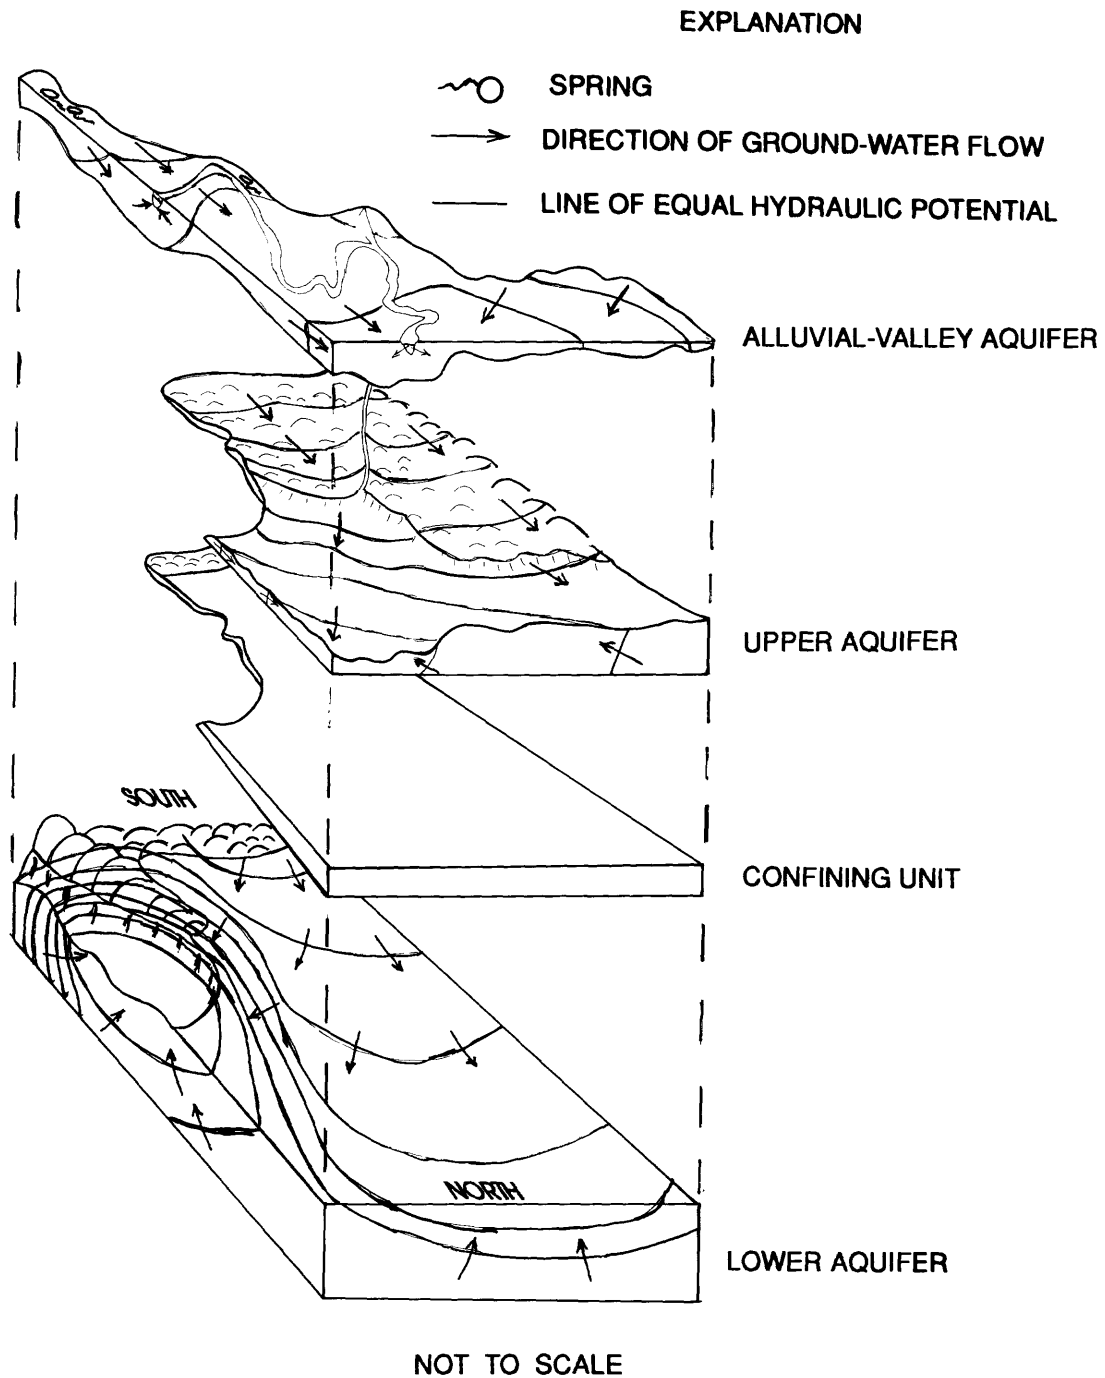 EXPLANATION
SPRING
DIRECTION OF GROUND-WATER FLOW
LINE OF EQUAL HYDRAULIC POTENTIAL
ALLUVIAL-VALLEY AQUIFER
UPPER AQUIFER
SOUTH
CONFINING UNIT
NORTH
LOWER AQUIFER
NOT TO SCALE